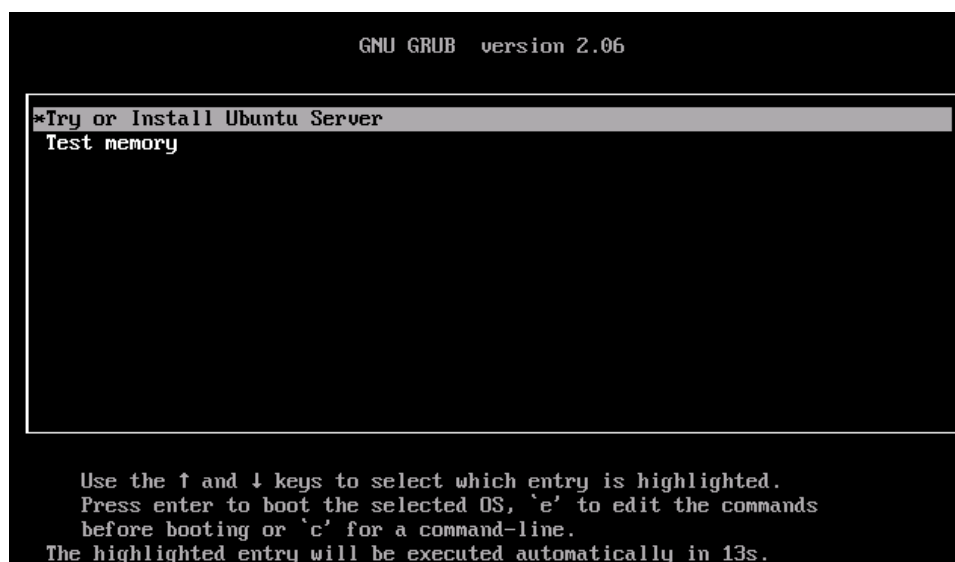 GNU GRUB  version 2.06
*Try or Install Ubuntu Server
Test memory
Use the ↑ and ↓ keys to select which entry is highlighted.
Press enter to boot the selected OS, `e' to edit the commands
before booting or `c' for a command-line.
The highlighted entry will be executed automatically in 13s.